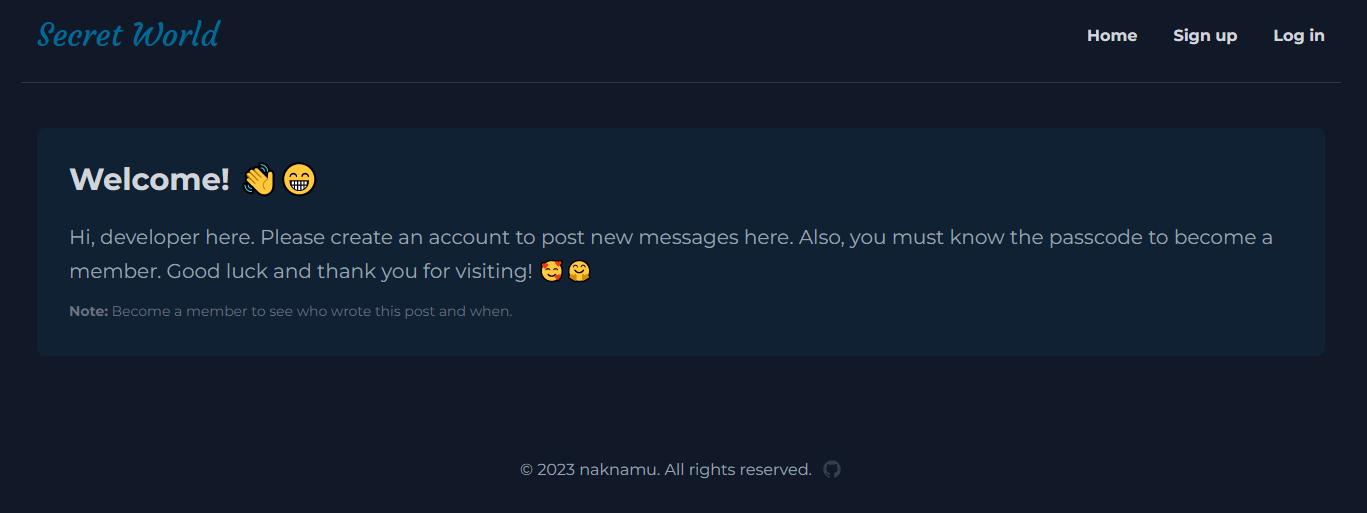 Secret World
Home Sign up Log in
Welcome! 👋😁
Hi, developer here. Please create an account to post new messages here. Also, you must know the passcode to become a
member. Good luck and thank you for visiting! 🥰🤗
Note: Become a member to see who wrote this post and when.
© 2023 naknamu. All rights reserved.